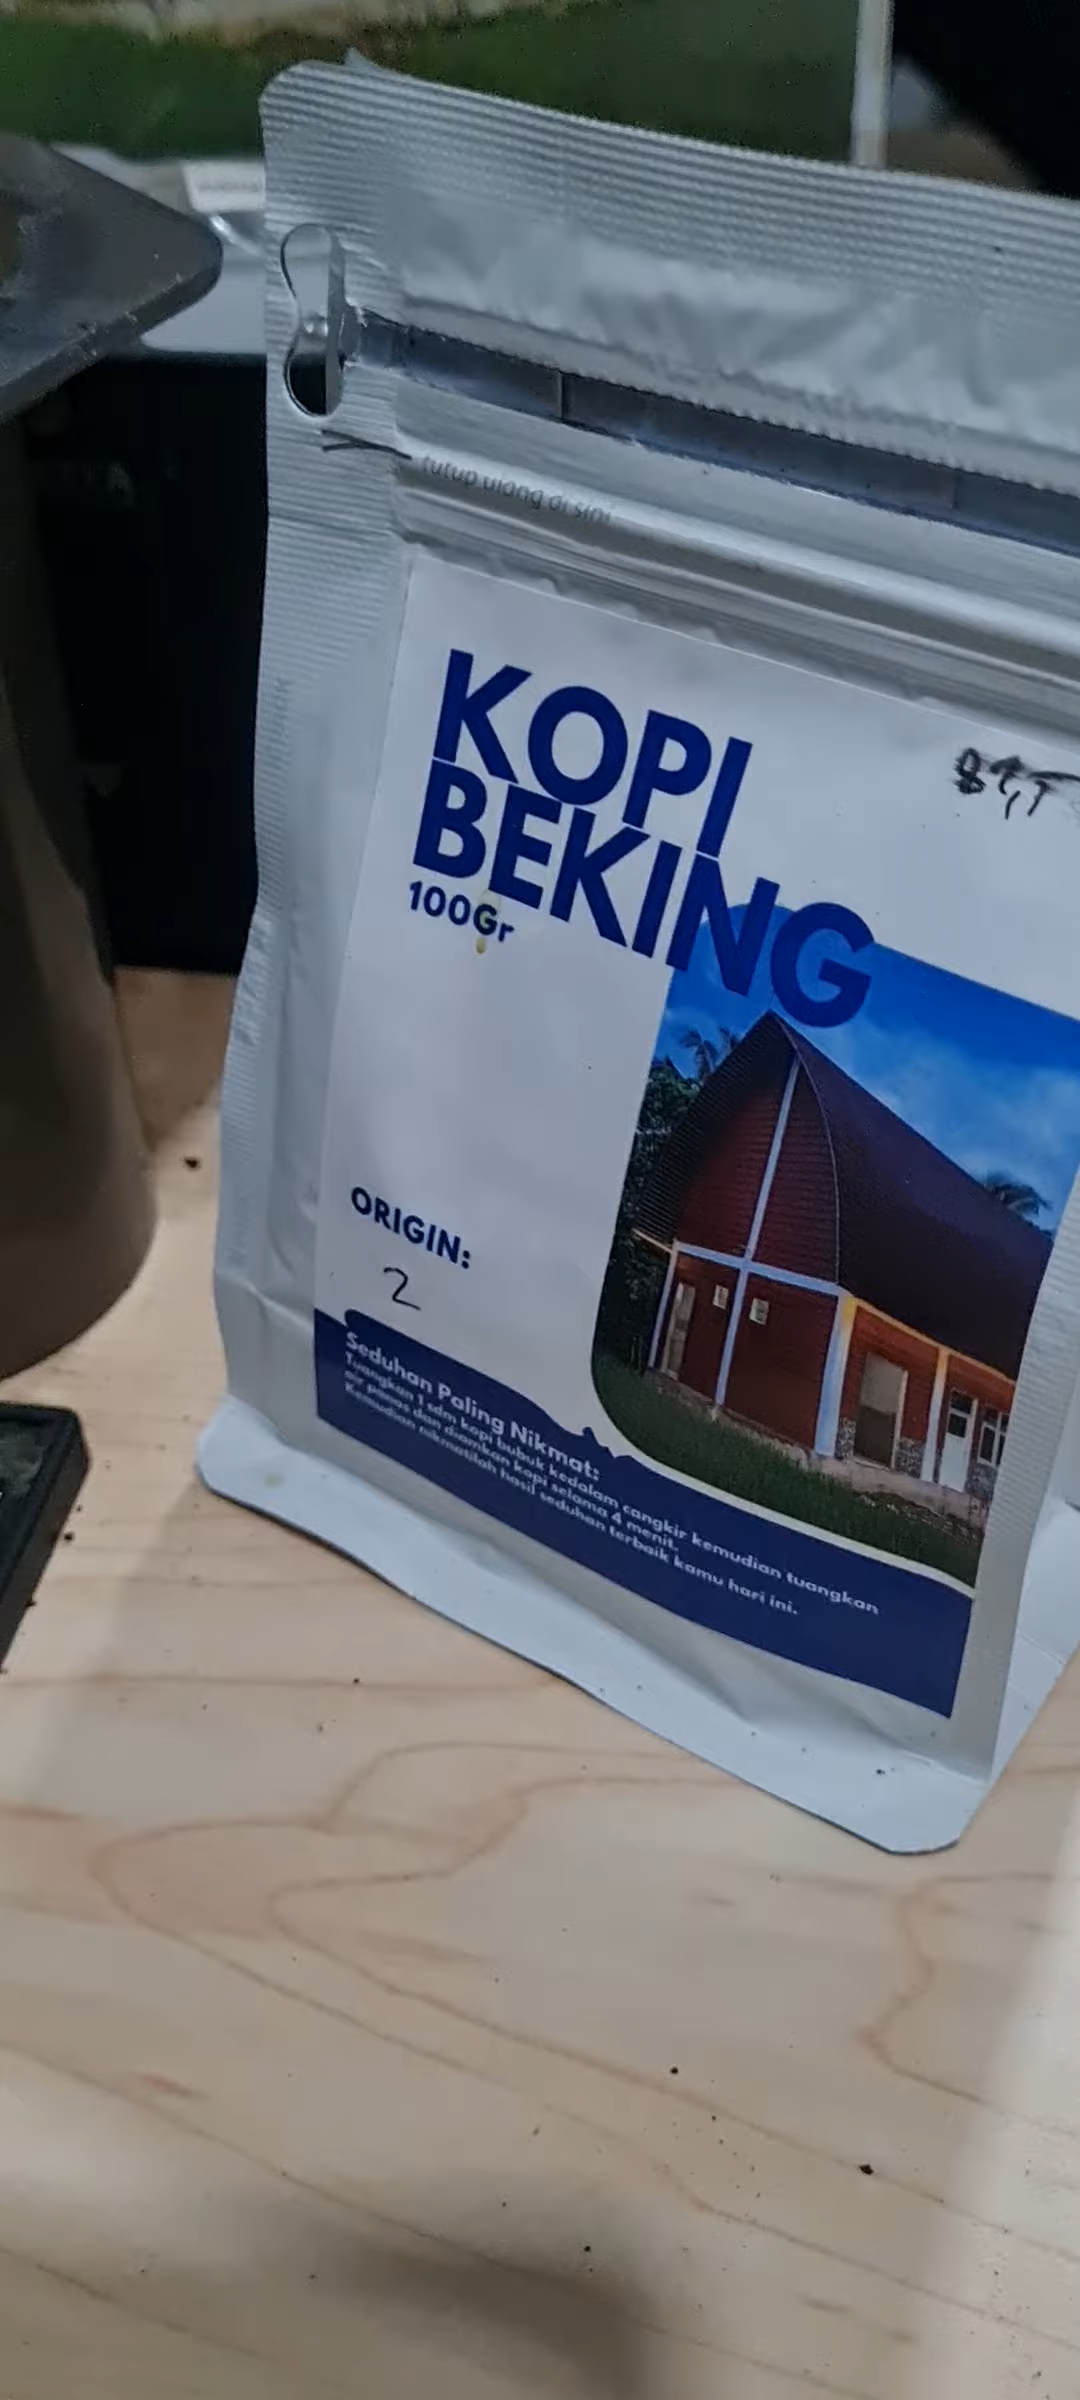 tutup ulang di sini
KOPI
BEKING
100Gr
ORIGIN:
2
Seduhan Paling Nikmat:
Tuangkan 1 sdm kopi bubuk kedalam cangkir kemudian tuangkan
air panas dan diamkan kopi selama 4 menit.
Kemudian nikmatilah hasil seduhan terbaik kamu hari ini.